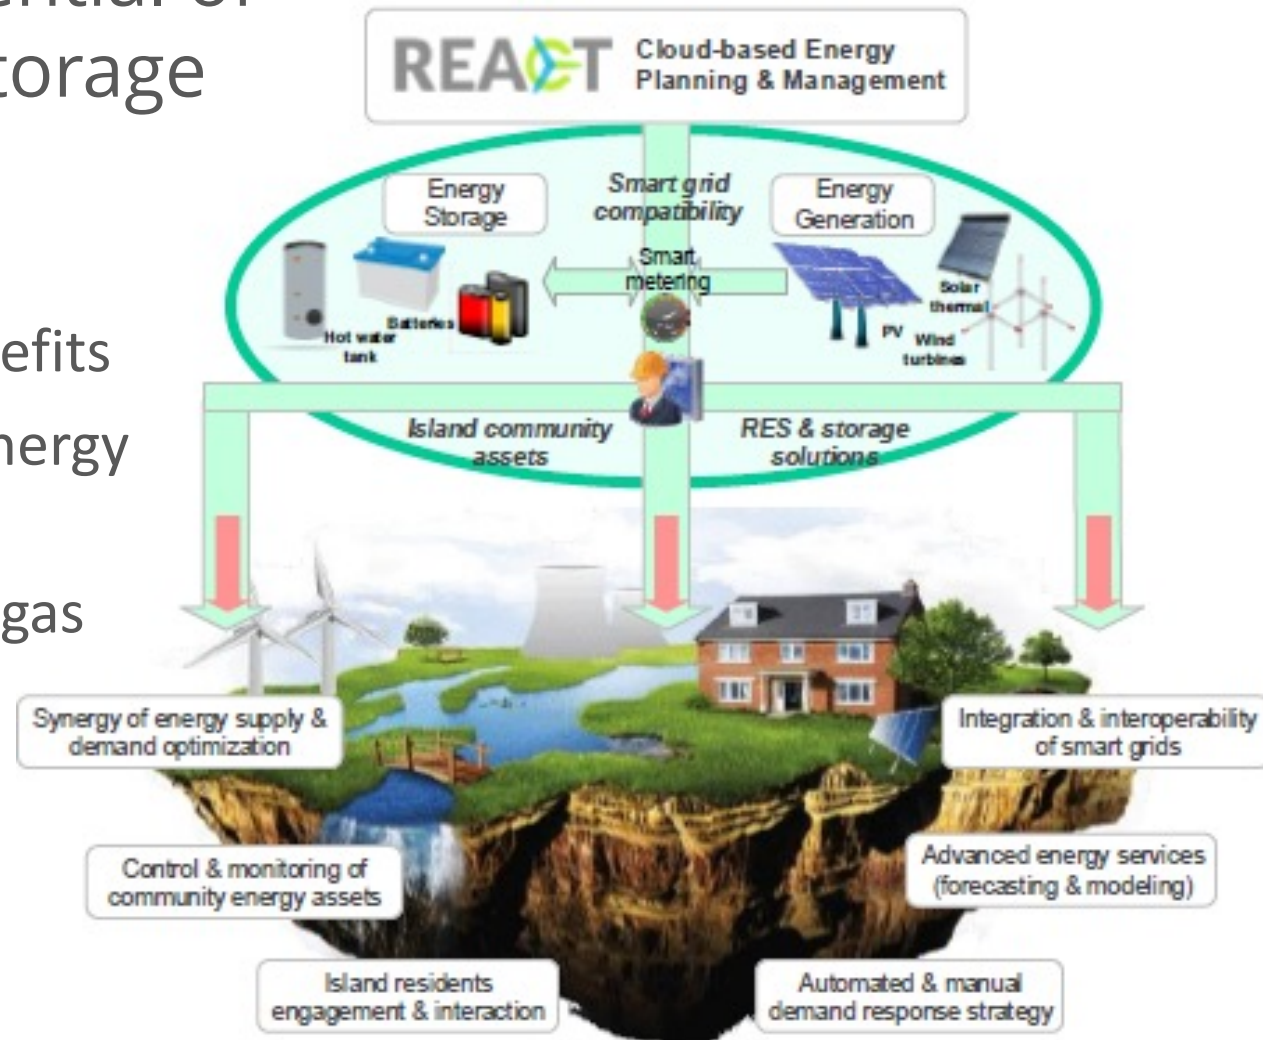 torage
efits
nergy
gas
REACT
Cloud-based Energy
Planning & Management
Energy
Storage
Smart grid
compatibility
Energy
Generation
Smart
metering
Hot water
tank
Batteries
Solar
thermal
PV
Wind
turbines
Island community
assets
RES & storage
solutions
Synergy of energy supply &
demand optimization
Integration & interoperability
of smart grids
Control & monitoring of
community energy assets
Advanced energy services
(forecasting & modeling)
Island residents
engagement & interaction
Automated & manual
demand response strategy